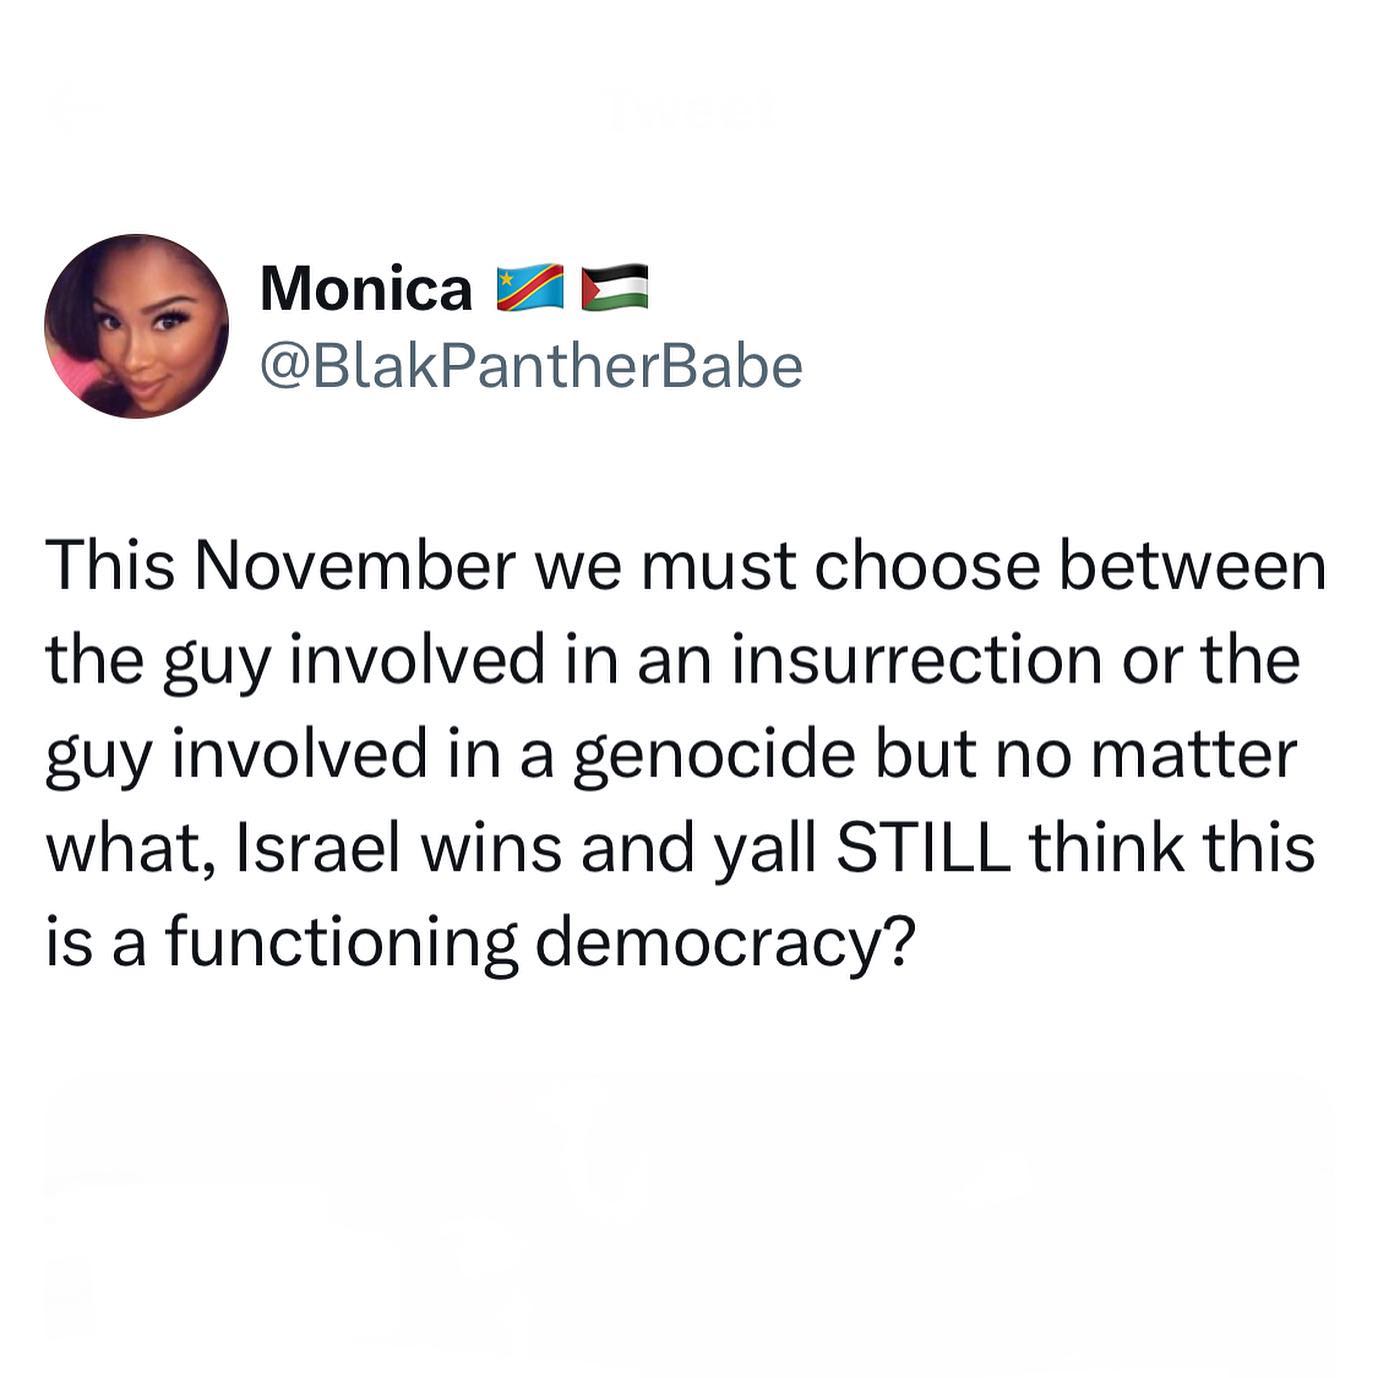 Monica 🇨🇩 🇵🇸
@BlakPantherBabe
This November we must choose between
the guy involved in an insurrection or the
guy involved in a genocide but no matter
what, Israel wins and yall STILL think this
is a functioning democracy?